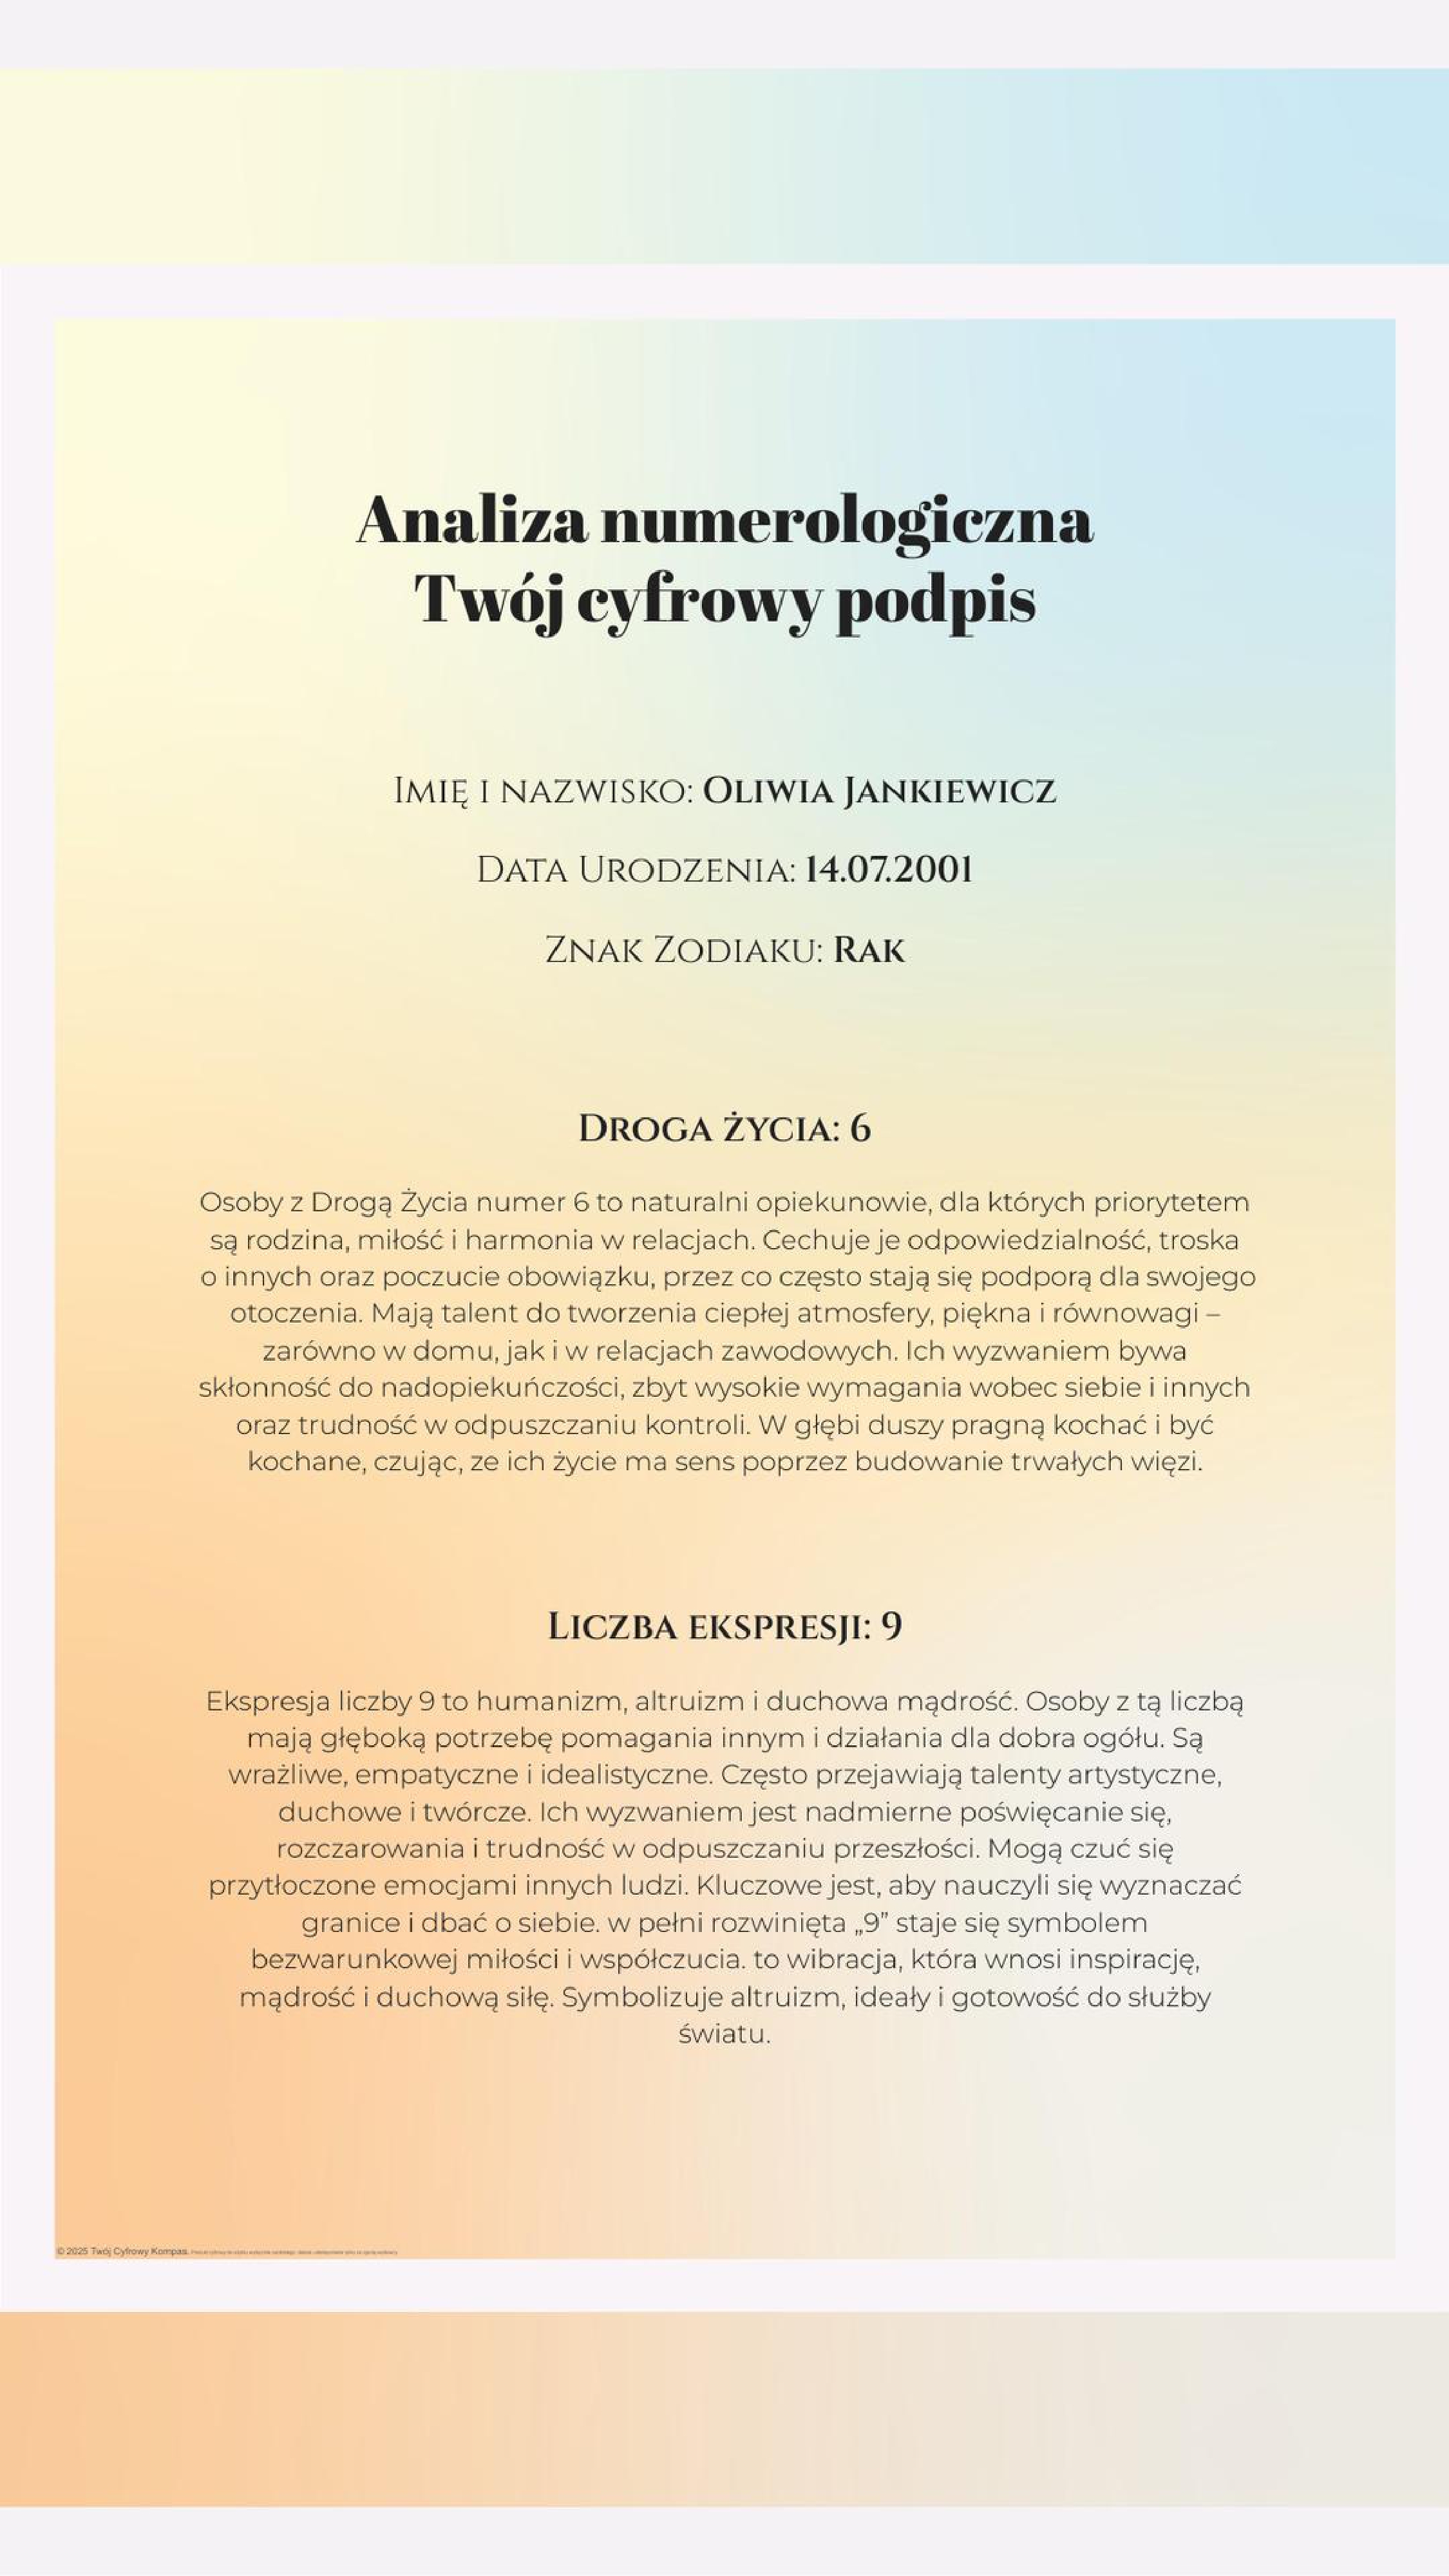 Analiza numerologiczna
Twój cyfrowy podpis
Imię i nazwisko: Oliwia Jankiewicz
Data Urodzenia: 14.07.2001
Znak Zodiaku: Rak
Droga życia: 6
Osoby z Drogą Życia numer 6 to naturalni opiekunowie, dla których priorytetem
są rodzina, miłość i harmonia w relacjach. Cechuje je odpowiedzialność, troska
o innych oraz poczucie obowiązku, przez co często stają się podporą dla swojego
otoczenia. Mają talent do tworzenia ciepłej atmosfery, piękna i równowagi –
zarówno w domu, jak i w relacjach zawodowych. Ich wyzwaniem bywa
skłonność do nadopiekuńczości, zbyt wysokie wymagania wobec siebie i innych
oraz trudność w odpuszczaniu kontroli. W głębi duszy pragną kochać i być
kochane, czując, ze ich życie ma sens poprzez budowanie trwałych więzi.
Liczba ekspresji: 9
Ekspresja liczby 9 to humanizm, altruizm i duchowa mądrość. Osoby z tą liczbą
mają głęboką potrzebę pomagania innym i działania dla dobra ogółu. Są
wrażliwe, empatyczne i idealistyczne. Często przejawiają talenty artystyczne,
duchowe i twórcze. Ich wyzwaniem jest nadmierne poświęcanie się,
rozczarowania i trudność w odpuszczaniu przeszłości. Mogą czuć się
przytłoczone emocjami innych ludzi. Kluczowe jest, aby nauczyli się wyznaczać
granice i dbać o siebie. w pełni rozwinięta „9” staje się symbolem
bezwarunkowej miłości i współczucia. to wibracja, która wnosi inspirację,
mądrość i duchową siłę. Symbolizuje altruizm, ideały i gotowość do służby
światu.
© 2025 Twój Cyfrowy Kompas.